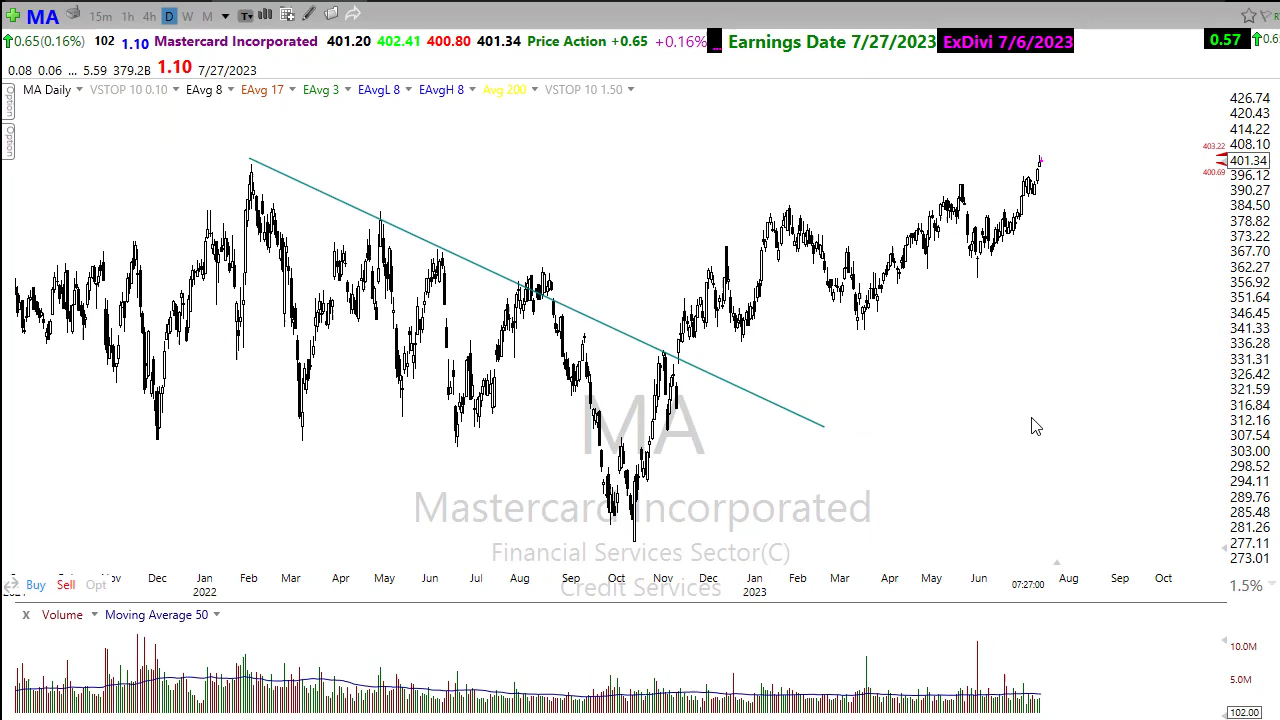 MA 15m 1h 4h D W M T
0.65(0.16%) 102 1.10 Mastercard Incorporated 401.20 402.41 400.80 401.34 Price Action +0.65 +0.16% ... Earnings Date 7/27/2023 ExDivi 7/6/2023 0.57
0.08 0.06 ... 5.59 379.2B 1.10 7/27/2023
MA Daily VSTOP 10 0.10 EAvg 8 EAvg 17 EAvg 3 EAvgL 8 EAvgH 8 Avg 200 VSTOP 10 1.50
Option
Option
426.74
420.43
414.22
408.10
403.22
401.34
400.69
396.12
390.27
384.50
378.82
373.22
367.70
362.27
356.92
351.64
346.45
341.33
336.28
331.31
326.42
321.59
316.84
312.16
307.54
303.00
298.52
294.11
289.76
285.48
281.26
277.11
273.01
MA
Mastercard Incorporated
Financial Services Sector(C)
Credit Services
Dec Jan Feb Mar Apr May Jun Jul Aug Sep Oct Nov Dec Jan Feb Mar Apr May Jun 07:27:00 Aug Sep Oct
Buy Sell Opt 1.5%
2022 2023
X Volume Moving Average 50
10.0M
5.0M
102.00